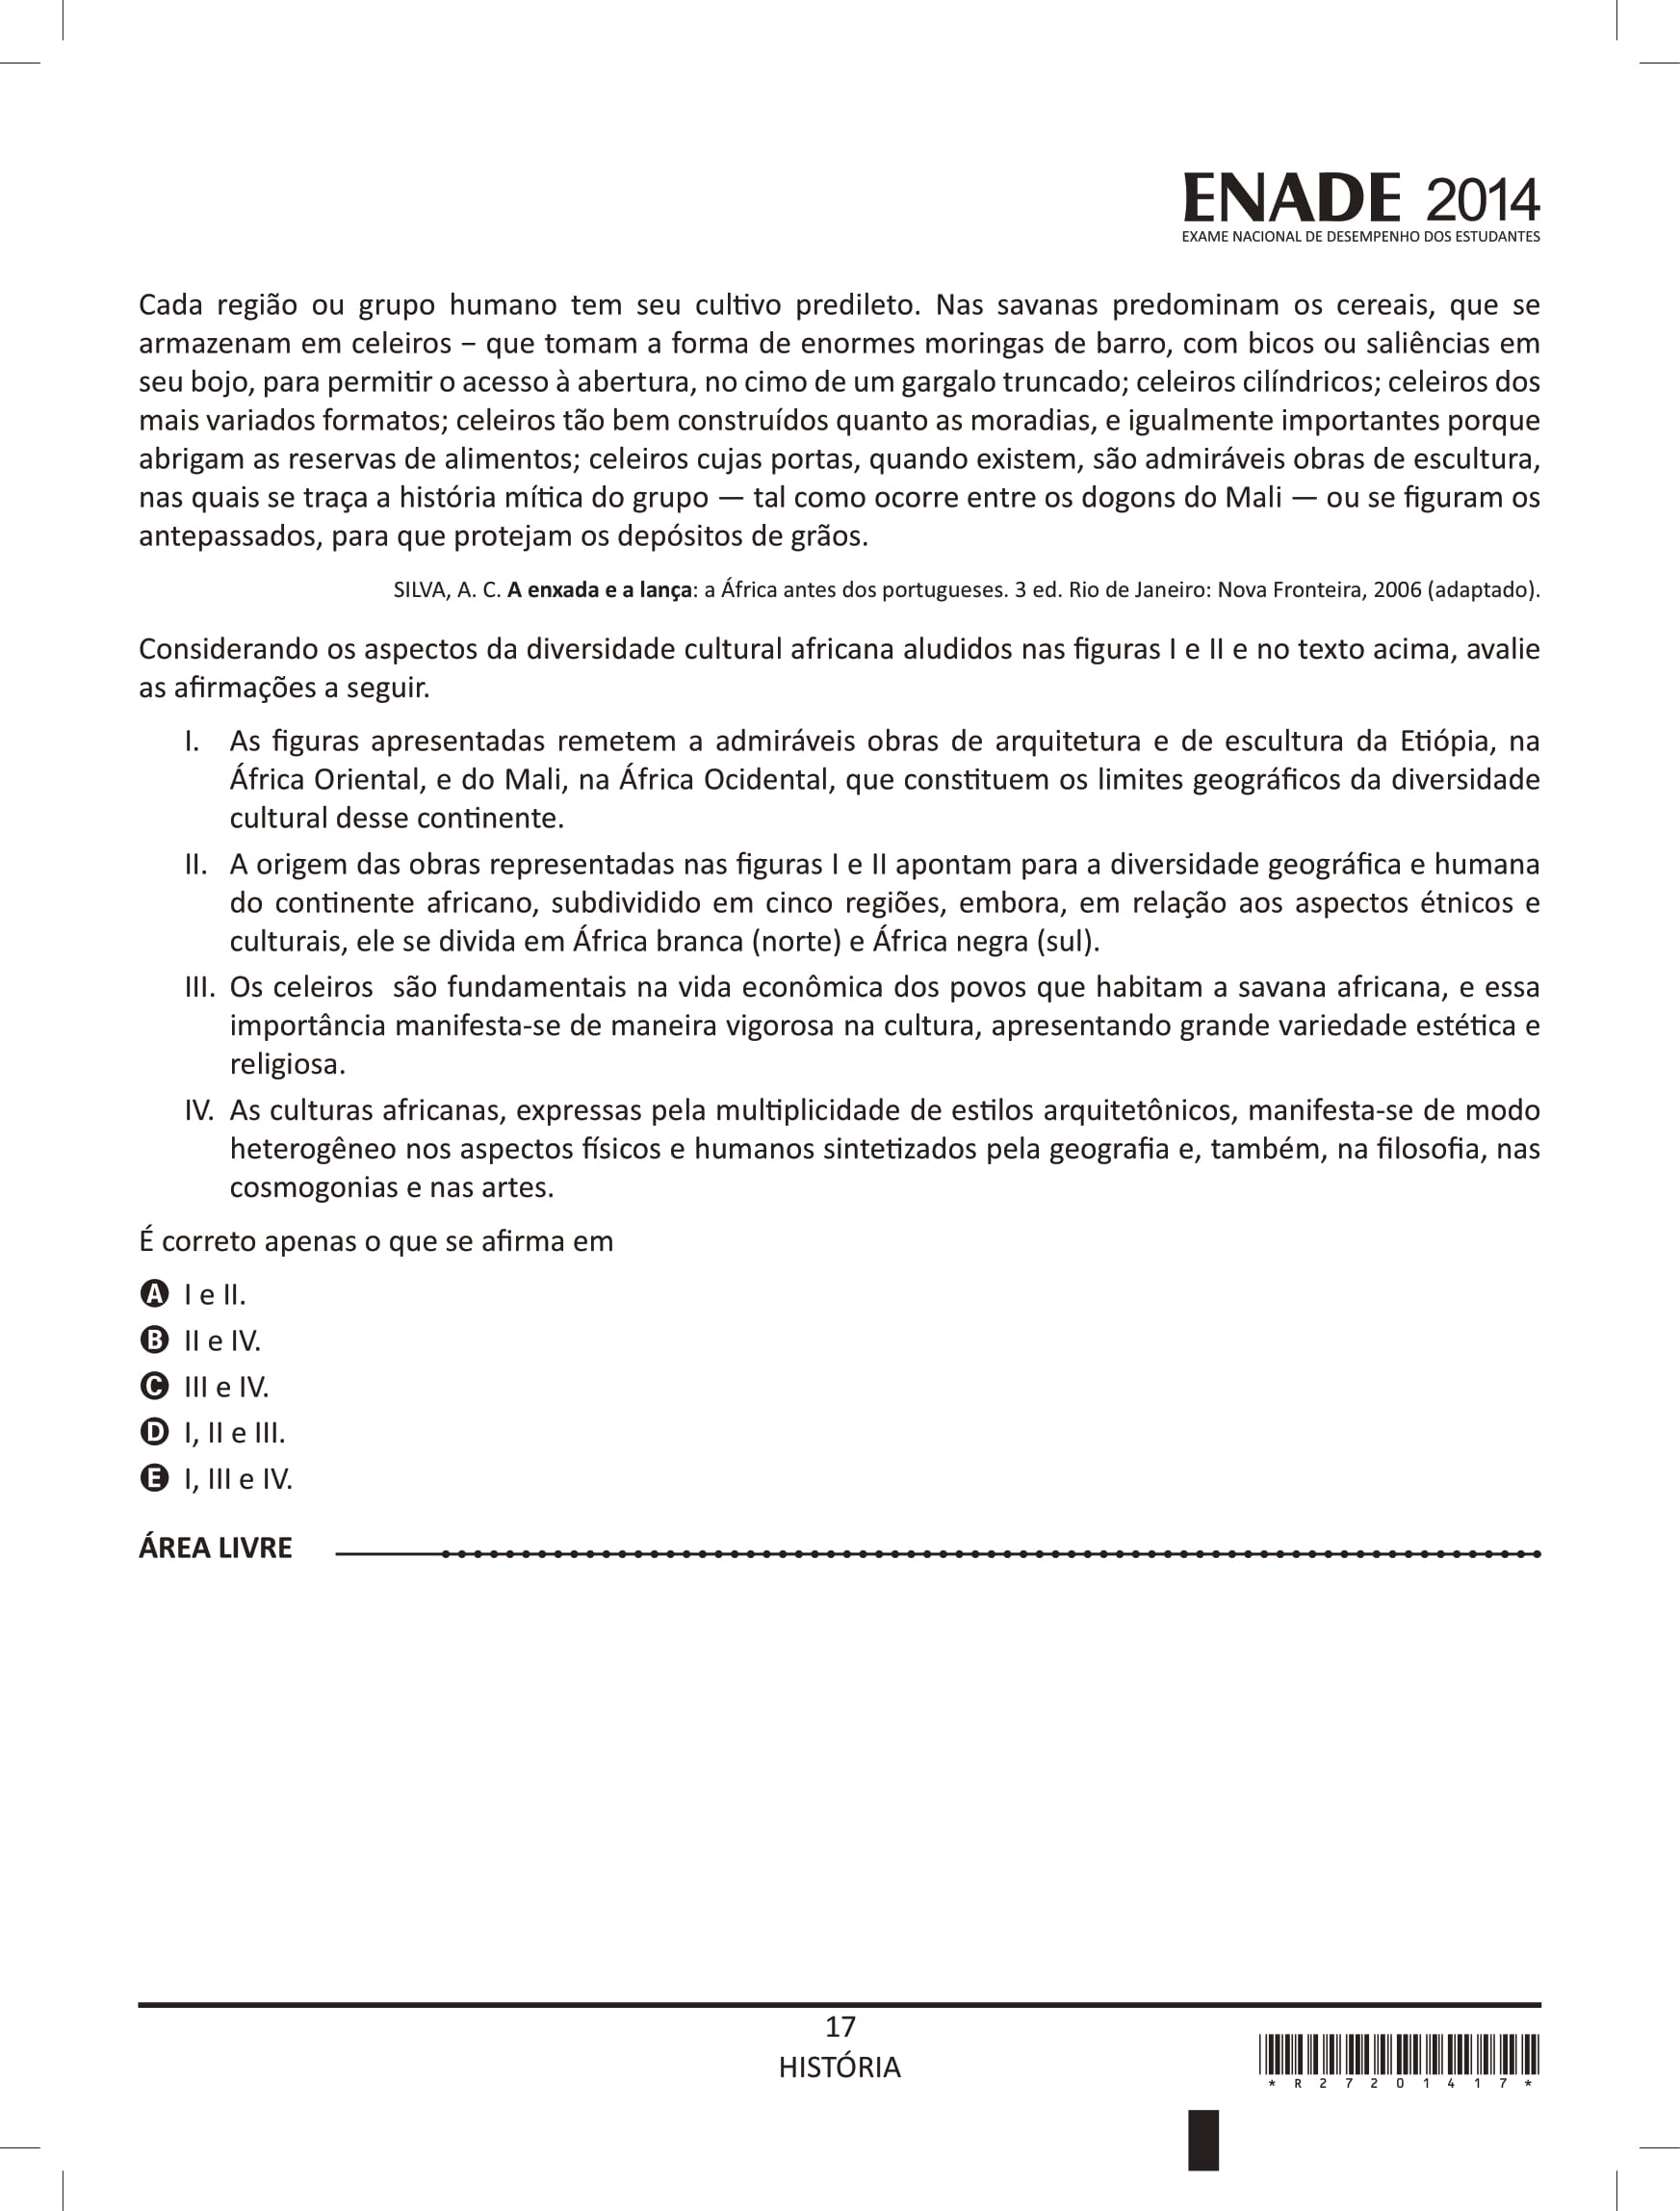 ENADE 2014
EXAME NACIONAL DE DESEMPENHO DOS ESTUDANTES
Cada região ou grupo humano tem seu cultivo predileto. Nas savanas predominam os cereais, que se
armazenam em celeiros − que tomam a forma de enormes moringas de barro, com bicos ou saliências em
seu bojo, para permitir o acesso à abertura, no cimo de um gargalo truncado; celeiros cilíndricos; celeiros dos
mais variados formatos; celeiros tão bem construídos quanto as moradias, e igualmente importantes porque
abrigam as reservas de alimentos; celeiros cujas portas, quando existem, são admiráveis obras de escultura,
nas quais se traça a história mítica do grupo — tal como ocorre entre os dogons do Mali — ou se figuram os
antepassados, para que protejam os depósitos de grãos.
SILVA, A. C. A enxada e a lança: a África antes dos portugueses. 3 ed. Rio de Janeiro: Nova Fronteira, 2006 (adaptado).
Considerando os aspectos da diversidade cultural africana aludidos nas figuras I e II e no texto acima, avalie
as afirmações a seguir.
I. As figuras apresentadas remetem a admiráveis obras de arquitetura e de escultura da Etiópia, na
África Oriental, e do Mali, na África Ocidental, que constituem os limites geográficos da diversidade
cultural desse continente.
II. A origem das obras representadas nas figuras I e II apontam para a diversidade geográfica e humana
do continente africano, subdividido em cinco regiões, embora, em relação aos aspectos étnicos e
culturais, ele se divida em África branca (norte) e África negra (sul).
III. Os celeiros são fundamentais na vida econômica dos povos que habitam a savana africana, e essa
importância manifesta-se de maneira vigorosa na cultura, apresentando grande variedade estética e
religiosa.
IV. As culturas africanas, expressas pela multiplicidade de estilos arquitetônicos, manifesta-se de modo
heterogêneo nos aspectos físicos e humanos sintetizados pela geografia e, também, na filosofia, nas
cosmogonias e nas artes.
É correto apenas o que se afirma em
A I e II.
B II e IV.
C III e IV.
D I, II e III.
E I, III e IV.
ÁREA LIVRE
17
HISTÓRIA
* R 2 7 2 0 1 4 1 7 *